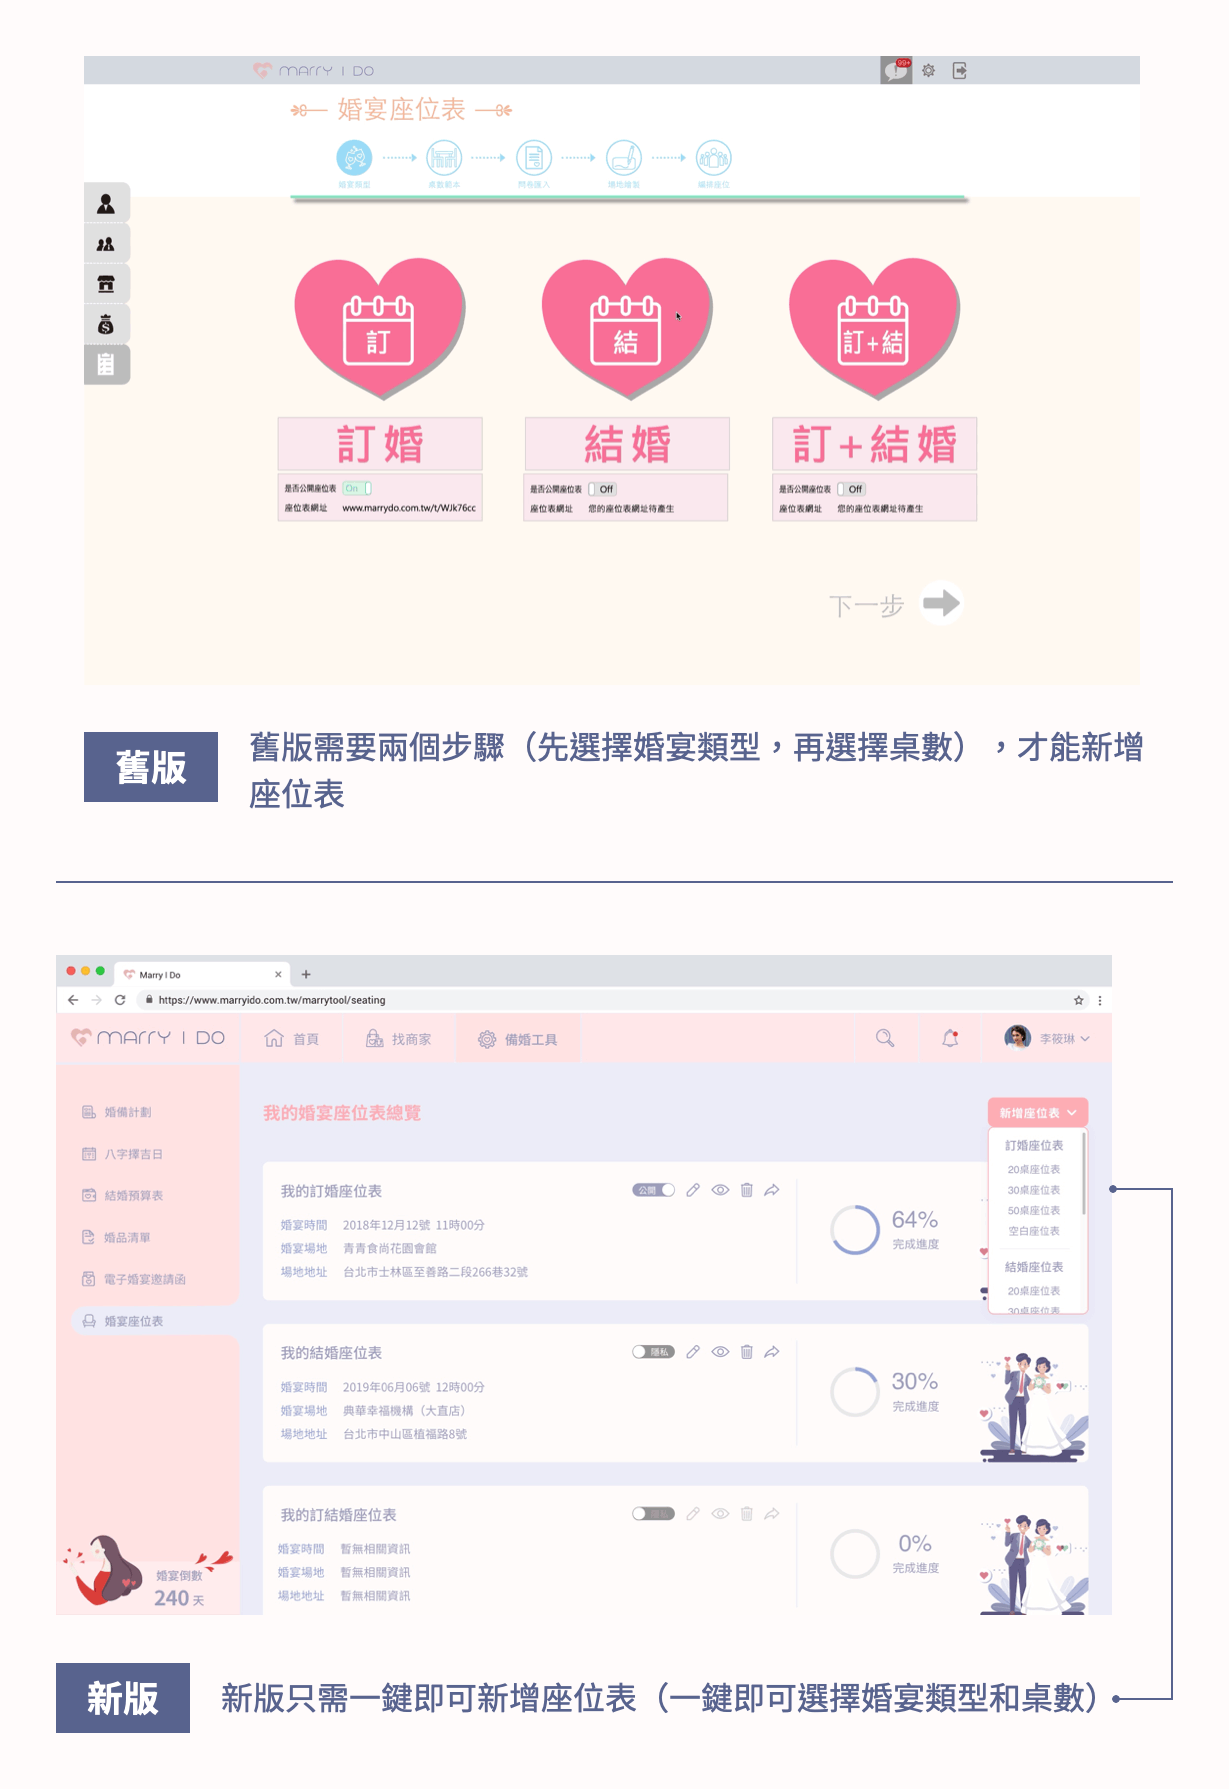 MARRY I DO
99+
婚宴座位表
婚宴類型
桌數範本
問卷匯入
場地繪製
編排座位
訂
結
訂+結
訂婚
結婚
訂+結婚
是否公開座位表 On
座位表網址 www.marrydo.com.tw/t/WJk76cc
是否公開座位表 Off
座位表網址 您的座位表網址待產生
是否公開座位表 Off
座位表網址 您的座位表網址待產生
下一步
舊版
舊版需要兩個步驟（先選擇婚宴類型，再選擇桌數），才能新增
座位表
Marry I Do
https://www.marryido.com.tw/marrytool/seating
MARRY I DO
首頁
找商家
備婚工具
李筱琳
婚備計劃
八字擇吉日
結婚預算表
婚品清單
電子婚宴邀請函
婚宴座位表
婚宴倒數
240 天
我的婚宴座位表總覽
新增座位表
訂婚座位表
20桌座位表
30桌座位表
50桌座位表
空白座位表
結婚座位表
20桌座位表
30桌座位表
我的訂婚座位表
公開
婚宴時間 2018年12月12號 11時00分
婚宴場地 青青食尚花園會館
場地地址 台北市士林區至善路二段266巷32號
64%
完成進度
我的結婚座位表
隱私
婚宴時間 2019年06月06號 12時00分
婚宴場地 典華幸福機構（大直店）
場地地址 台北市中山區植福路8號
30%
完成進度
我的訂結婚座位表
婚宴時間 暫無相關資訊
婚宴場地 暫無相關資訊
場地地址 暫無相關資訊
0%
完成進度
新版
新版只需一鍵即可新增座位表（一鍵即可選擇婚宴類型和桌數）